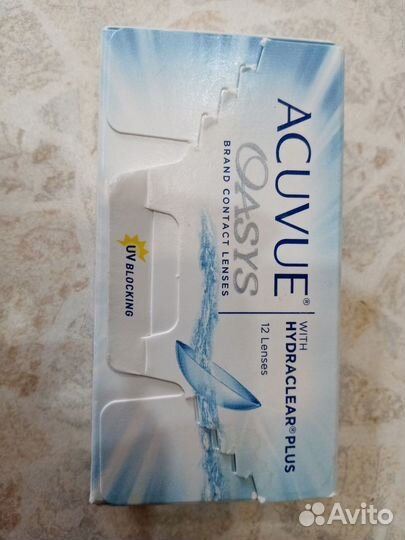 ACUVUE®
OASYS
BRAND CONTACT LENSES
WITH
HYDRACLEAR® PLUS
12 Lenses
UV BLOCKING
Avito